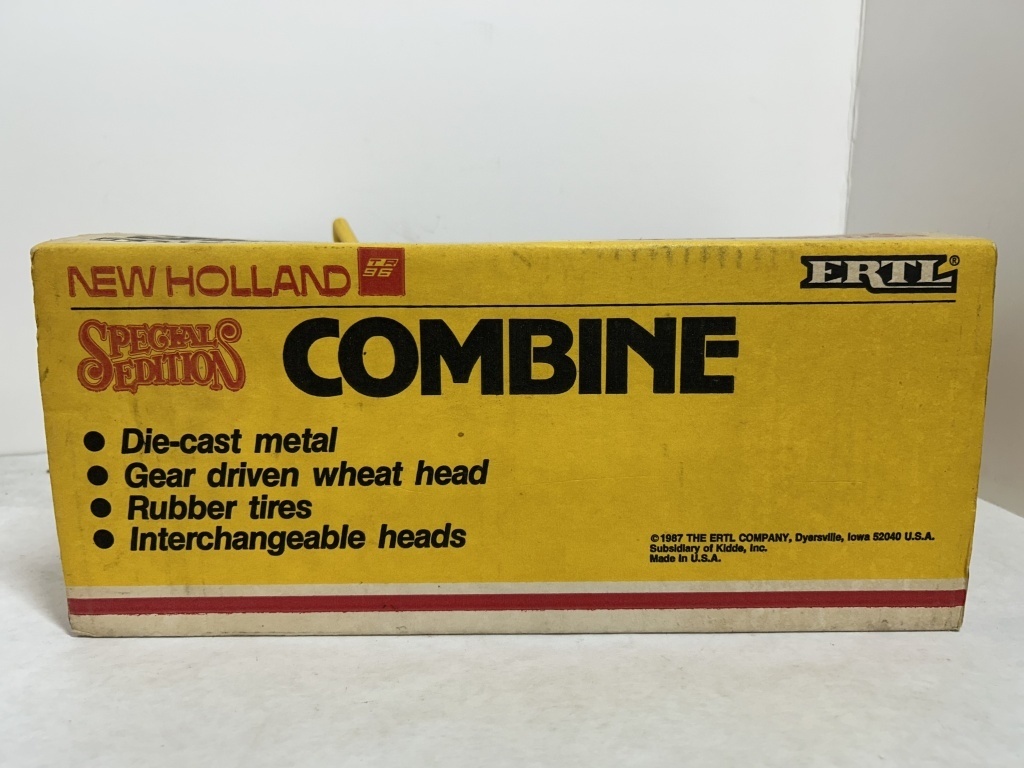 NEW HOLLAND TR 96
ERTL®
SPECIAL EDITION
COMBINE
● Die-cast metal
● Gear driven wheat head
● Rubber tires
● Interchangeable heads
©1987 THE ERTL COMPANY, Dyersville, Iowa 52040 U.S.A.
Subsidiary of Kidde, Inc.
Made in U.S.A.